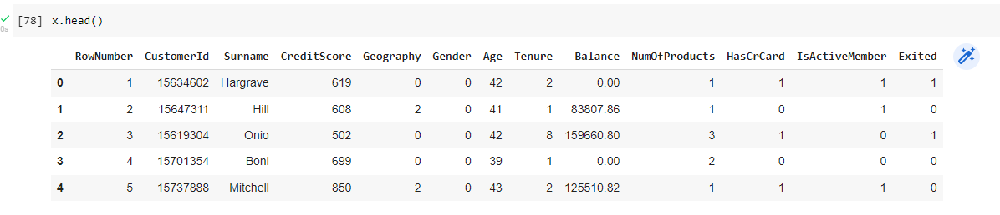 [78] x.head()
0s
RowNumber CustomerId Surname CreditScore Geography Gender Age Tenure Balance NumOfProducts HasCrCard IsActiveMember Exited
0 1 15634602 Hargrave 619 0 0 42 2 0.00 1 1 1 1
1 2 15647311 Hill 608 2 0 41 1 83807.86 1 0 1 0
2 3 15619304 Onio 502 0 0 42 8 159660.80 3 1 0 1
3 4 15701354 Boni 699 0 0 39 1 0.00 2 0 0 0
4 5 15737888 Mitchell 850 2 0 43 2 125510.82 1 1 1 0